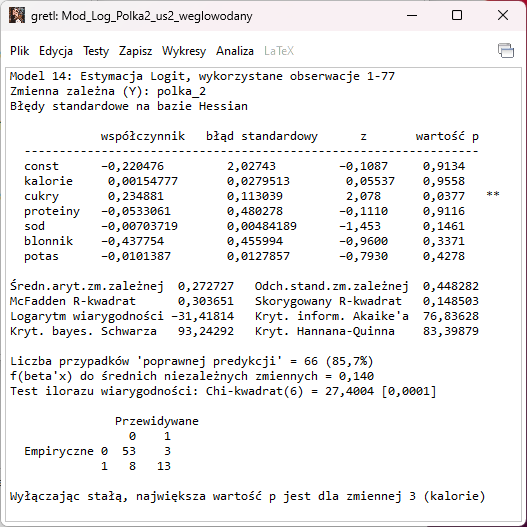 gretl: Mod_Log_Polka2_us2_weglowodany
Plik Edycja Testy Zapisz Wykresy Analiza LaTeX
Model 14: Estymacja Logit, wykorzystane obserwacje 1-77
Zmienna zależna (Y): polka_2
Błędy standardowe na bazie Hessian
współczynnik błąd standardowy z wartość p
const −0,220476 2,02743 −0,1087 0,9134
kalorie 0,00154777 0,0279513 0,05537 0,9558
cukry 0,234881 0,113039 2,078 0,0377 **
proteiny −0,0533061 0,480278 −0,1110 0,9116
sod −0,00703719 0,00484189 −1,453 0,1461
blonnik −0,437754 0,455994 −0,9600 0,3371
potas −0,0101387 0,0127857 −0,7930 0,4278
Średn.aryt.zm.zależnej 0,272727 Odch.stand.zm.zależnej 0,448282
McFadden R-kwadrat 0,303651 Skorygowany R-kwadrat 0,148503
Logarytm wiarygodności −31,41814 Kryt. inform. Akaike'a 76,83628
Kryt. bayes. Schwarza 93,24292 Kryt. Hannana-Quinna 83,39879
Liczba przypadków 'poprawnej predykcji' = 66 (85,7%)
f(beta'x) do średnich niezależnych zmiennych = 0,140
Test ilorazu wiarygodności: Chi-kwadrat(6) = 27,4004 [0,0001]
Przewidywane
0 1
Empiryczne 0 53 3
1 8 13
Wyłączając stałą, największa wartość p jest dla zmiennej 3 (kalorie)